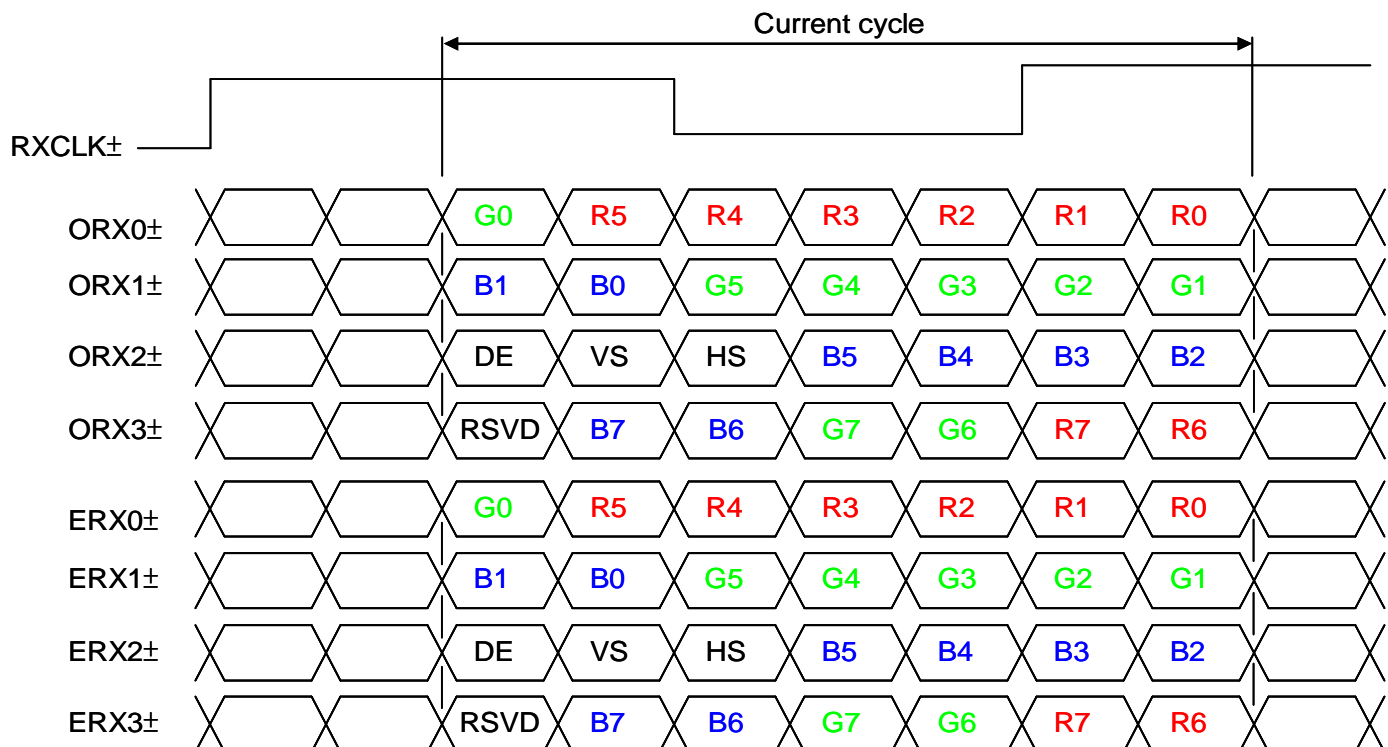 Current cycle
RXCLK±
ORX0± G0 R5 R4 R3 R2 R1 R0
ORX1± B1 B0 G5 G4 G3 G2 G1
ORX2± DE VS HS B5 B4 B3 B2
ORX3± RSVD B7 B6 G7 G6 R7 R6
ERX0± G0 R5 R4 R3 R2 R1 R0
ERX1± B1 B0 G5 G4 G3 G2 G1
ERX2± DE VS HS B5 B4 B3 B2
ERX3± RSVD B7 B6 G7 G6 R7 R6